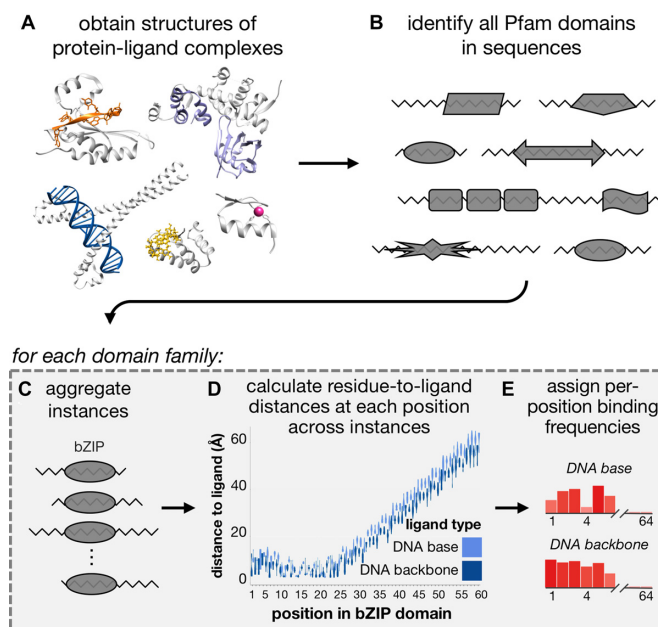 A obtain structures of
protein-ligand complexes
B identify all Pfam domains
in sequences
for each domain family:
C aggregate
instances
bZIP
D calculate residue-to-ligand
distances at each position
across instances
distance to ligand (Å)
60
40
20
0
ligand type
DNA base
DNA backbone
1 5 10 15 20 25 30 35 40 45 50 55 60
position in bZIP domain
E assign per-
position binding
frequencies
DNA base
1 4 64
DNA backbone
1 4 64